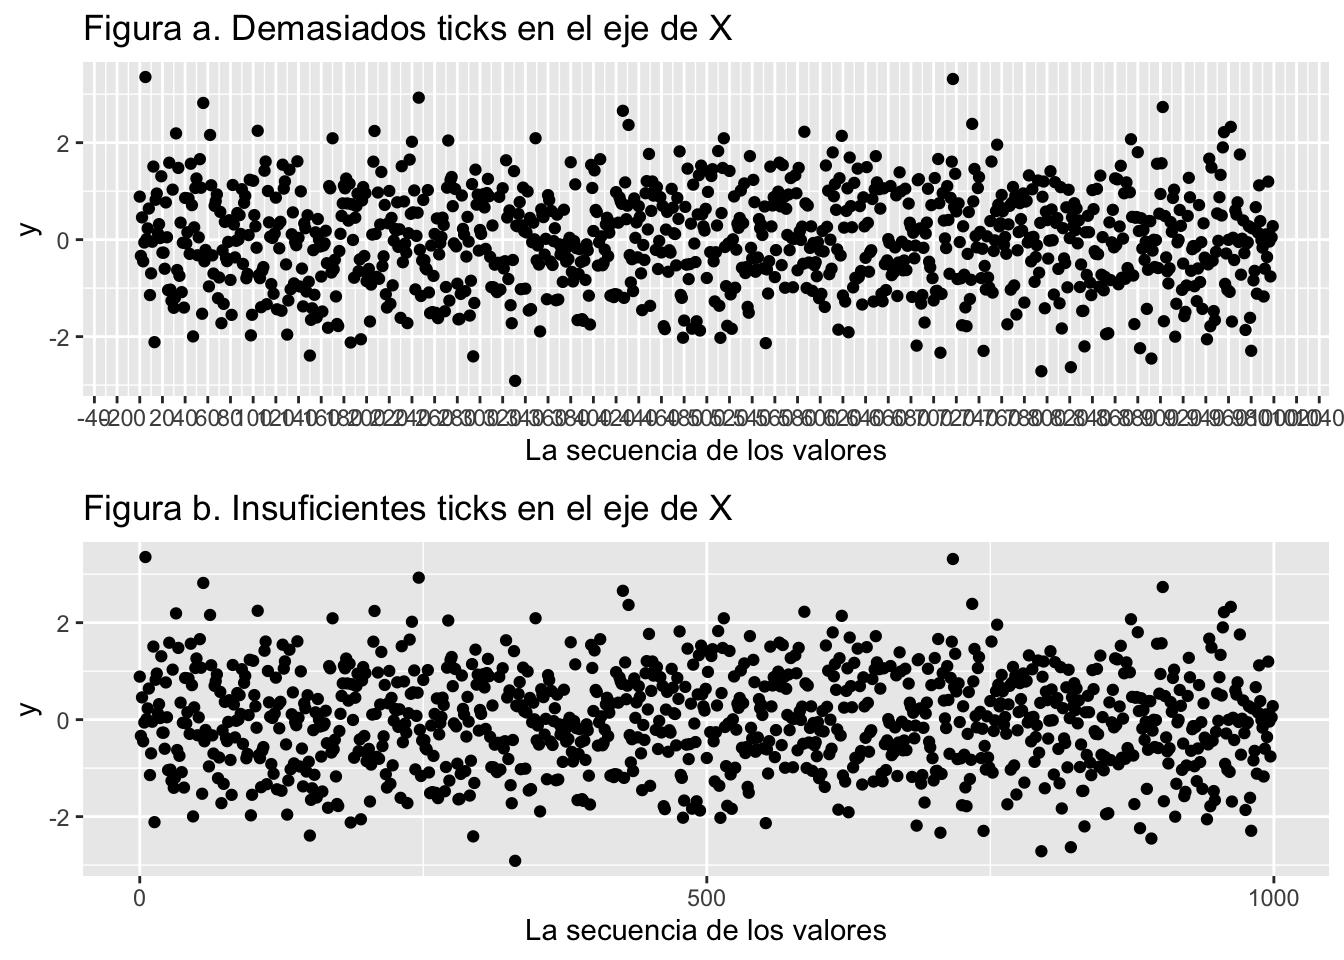 Figura a. Demasiados ticks en el eje de X
y
2
0
-2
La secuencia de los valores
Figura b. Insuficientes ticks en el eje de X
y
2
0
-2
0 500 1000
La secuencia de los valores